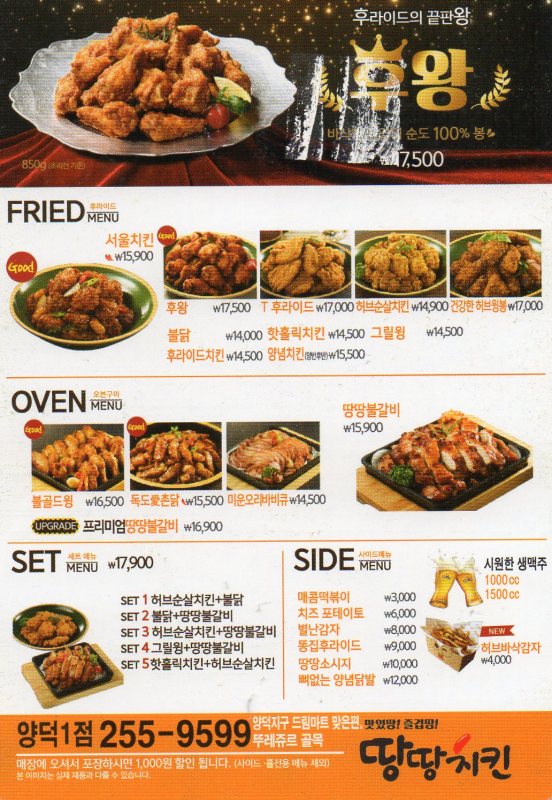 후라이드의 끝판왕
후왕
순도 100% 봉
7,500
850g (조리전 기준)
FRIED 후라이드 MENU
Good
서울치킨
₩15,900
Good
후왕 ₩17,500
T 후라이드 ₩17,000
허브순살치킨 ₩14,900
건강한 허브윙봉 ₩17,000
불닭 ₩14,000
핫홀릭치킨 ₩14,500
그릴윙 ₩14,500
후라이드치킨 ₩14,500
양념치킨(양반후반) ₩15,500
OVEN 오븐구이 MENU
Good
Good
불골드윙 ₩16,500
독도愛촌닭 ₩15,500
미운오리바비큐 ₩14,500
땅땅불갈비
₩15,900
UPGRADE 프리미엄땅땅불갈비 ₩16,900
SET 세트 메뉴 MENU ₩17,900
SET 1 허브순살치킨+불닭
SET 2 불닭+땅땅불갈비
SET 3 허브순살치킨+땅땅불갈비
SET 4 그릴윙+땅땅불갈비
SET 5 핫홀릭치킨+허브순살치킨
SIDE 사이드메뉴 MENU
매콤떡볶이 ₩3,000
치즈 포테이토 ₩6,000
별난감자 ₩8,000
똥집후라이드 ₩9,000
땅땅소시지 ₩10,000
뼈없는 양념닭발 ₩12,000
시원한 생맥주
1000 cc
1500 cc
NEW
허브바삭감자
₩4,000
양덕1점 255-9599
양덕지구 드림마트 맞은편,
뚜레쥬르 골목
매장에 오셔서 포장하시면 1,000원 할인 됩니다. (사이드 ·홀전용 메뉴 제외)
본 이미지는 실제 제품과 다를 수 있습니다.
맛있땅! 즐겁땅!
땅땅치킨